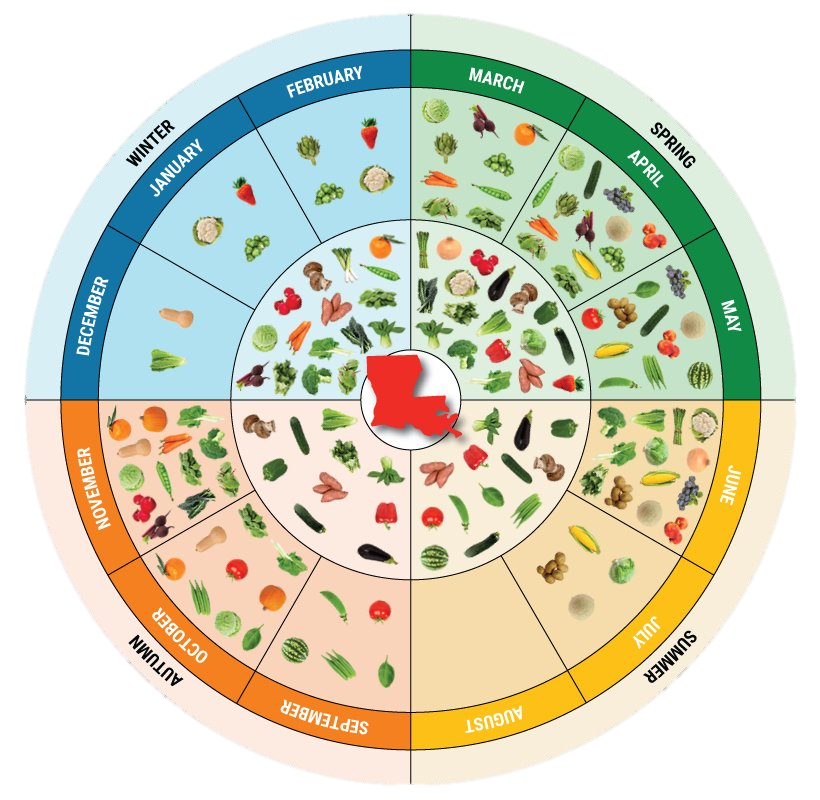 WINTER
SPRING
SUMMER
AUTUMN
JANUARY
FEBRUARY
MARCH
APRIL
MAY
JUNE
JULY
AUGUST
SEPTEMBER
OCTOBER
NOVEMBER
DECEMBER